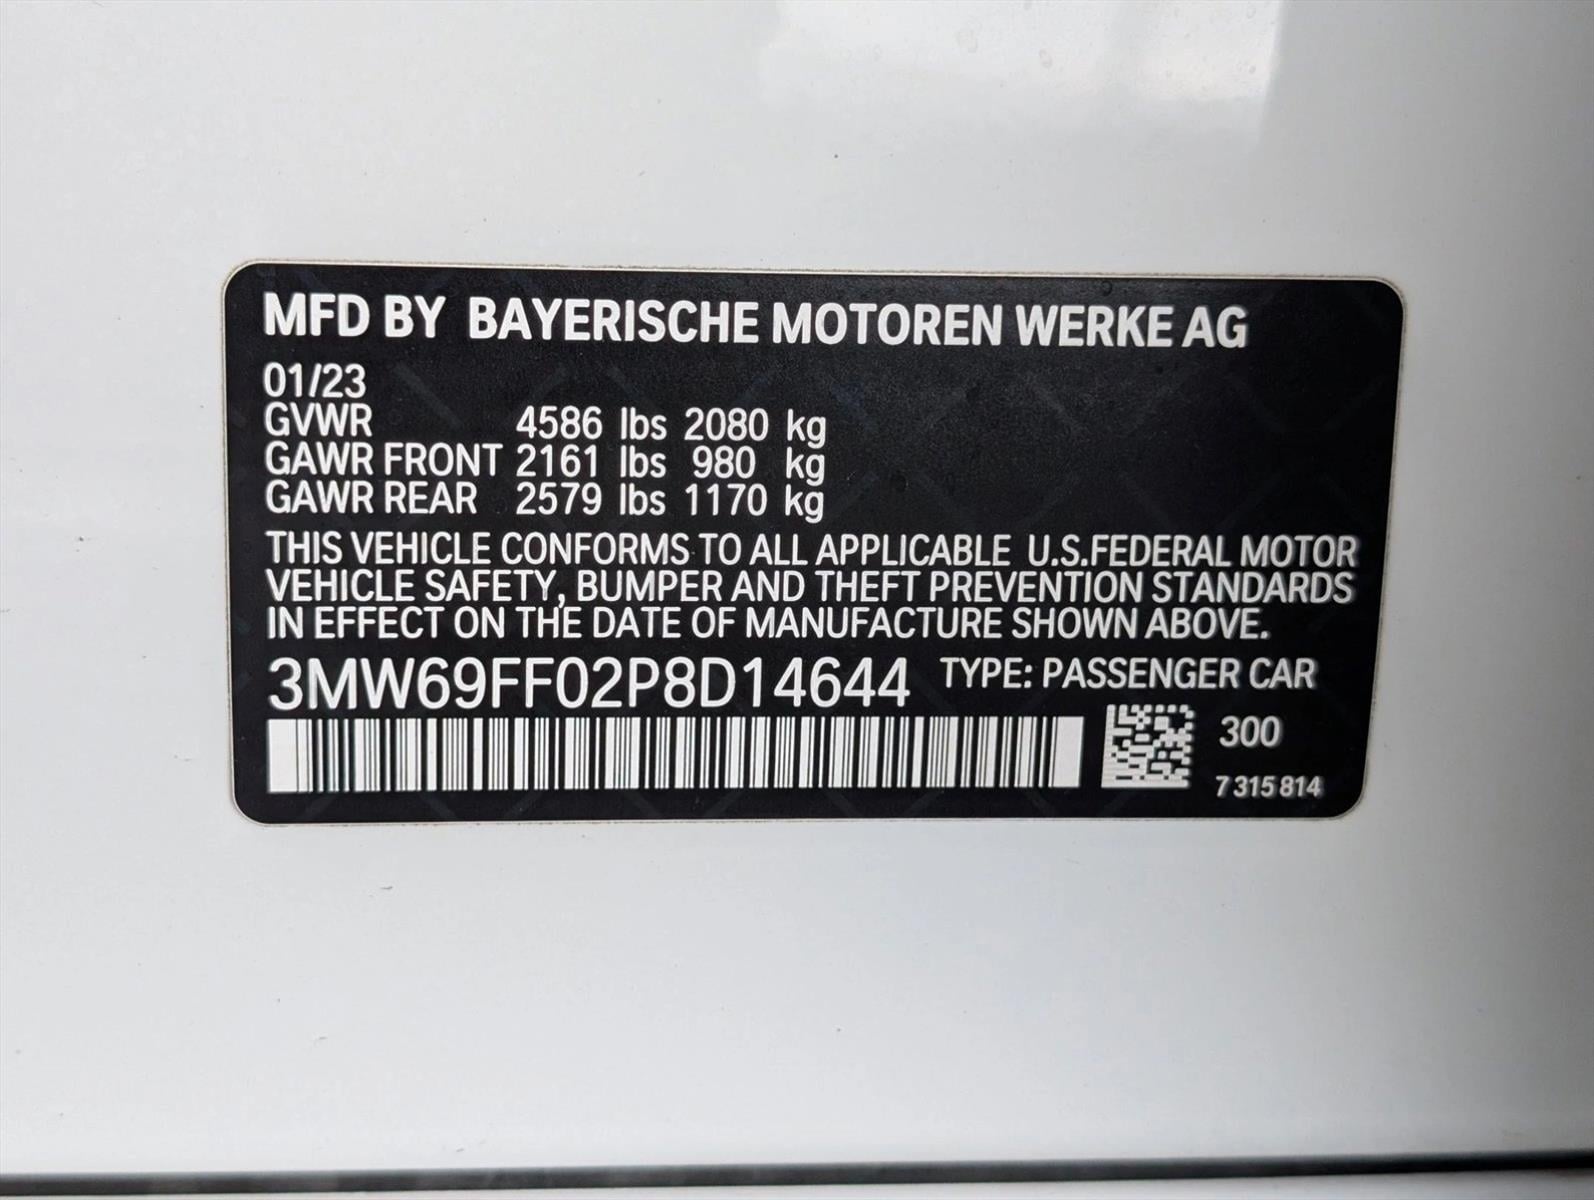 MFD BY BAYERISCHE MOTOREN WERKE AG
01/23
GVWR 4586 lbs 2080 kg
GAWR FRONT 2161 lbs 980 kg
GAWR REAR 2579 lbs 1170 kg
THIS VEHICLE CONFORMS TO ALL APPLICABLE U.S.FEDERAL MOTOR
VEHICLE SAFETY, BUMPER AND THEFT PREVENTION STANDARDS
IN EFFECT ON THE DATE OF MANUFACTURE SHOWN ABOVE.
3MW69FF02P8D14644 TYPE: PASSENGER CAR
300
7 315 814